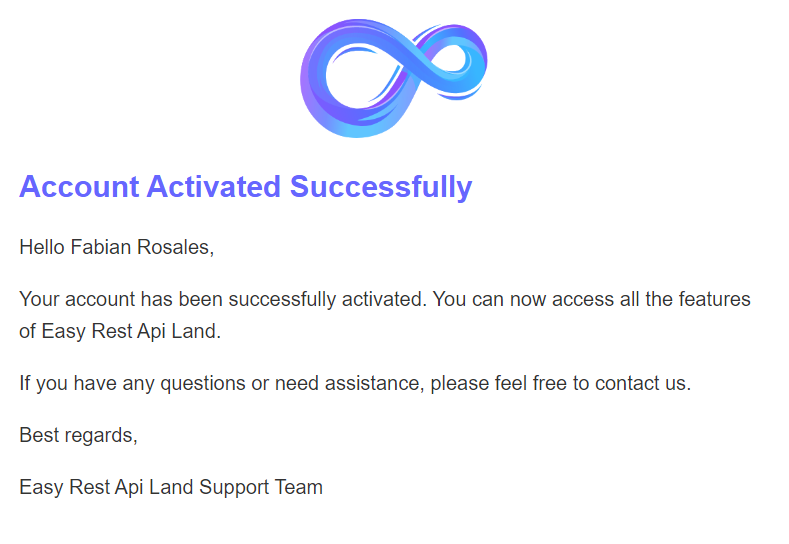 Account Activated Successfully
Hello Fabian Rosales,
Your account has been successfully activated. You can now access all the features
of Easy Rest Api Land.
If you have any questions or need assistance, please feel free to contact us.
Best regards,
Easy Rest Api Land Support Team